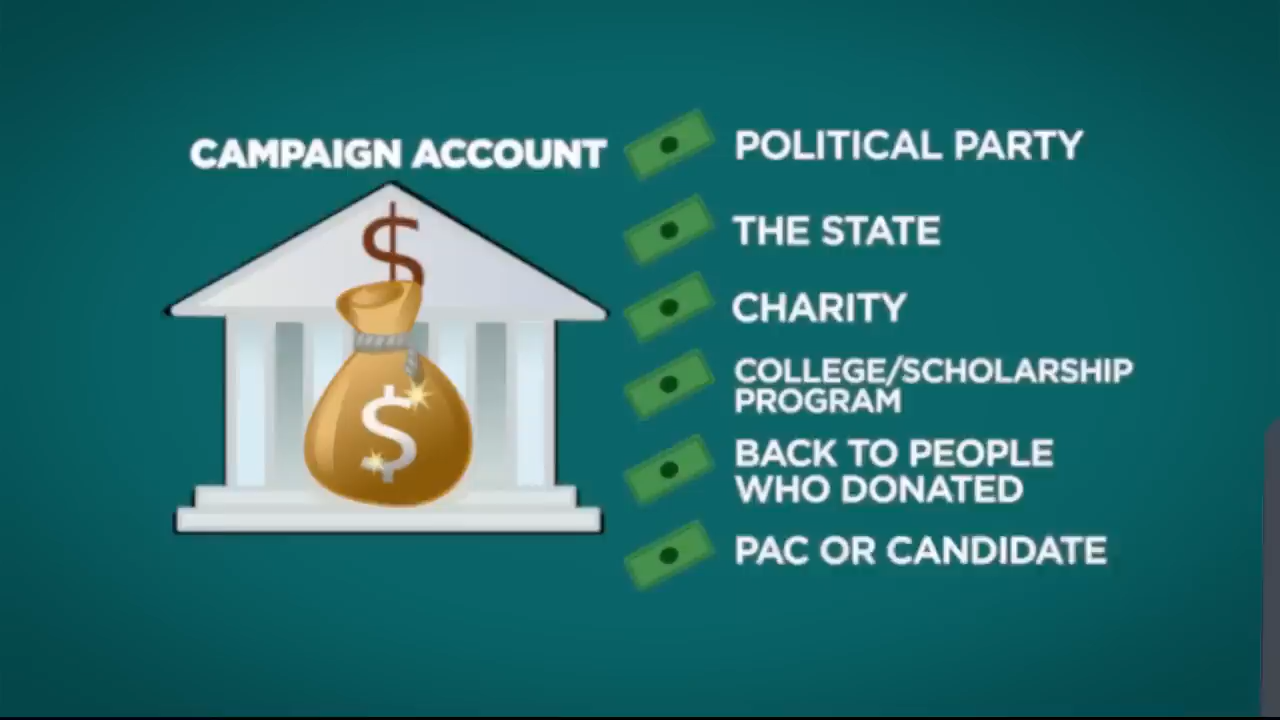 CAMPAIGN ACCOUNT
$
$
POLITICAL PARTY
THE STATE
CHARITY
COLLEGE/SCHOLARSHIP
PROGRAM
BACK TO PEOPLE
WHO DONATED
PAC OR CANDIDATE